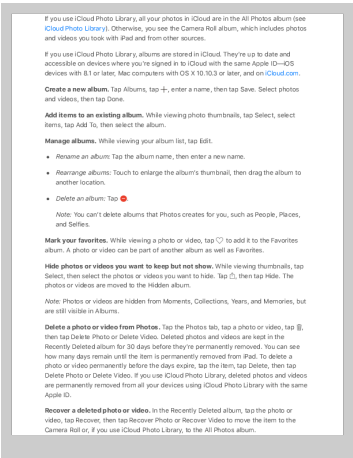 If you use iCloud Photo Library, all your photos in iCloud are in the All Photos album (see
iCloud Photo Library). Otherwise, you see the Camera Roll album, which includes photos
and videos you took with iPad and from other sources.
If you use iCloud Photo Library, albums are stored in iCloud. They're up to date and
accessible on devices where you're signed in to iCloud with the same Apple ID—iOS
devices with 8.1 or later, Mac computers with OS X 10.10.3 or later, and on iCloud.com.
Create a new album. Tap Albums, tap +, enter a name, then tap Save. Select photos
and videos, then tap Done.
Add items to an existing album. While viewing photo thumbnails, tap Select, select
items, tap Add To, then select the album.
Manage albums. While viewing your album list, tap Edit.
• Rename an album: Tap the album name, then enter a new name.
• Rearrange albums: Touch to enlarge the album's thumbnail, then drag the album to
another location.
• Delete an album: Tap
Note: You can't delete albums that Photos creates for you, such as People, Places,
and Selfies.
Mark your favorites. While viewing a photo or video, tap ♡ to add it to the Favorites
album. A photo or video can be part of another album as well as Favorites.
Hide photos or videos you want to keep but not show. While viewing thumbnails, tap
Select, then select the photos or videos you want to hide. Tap , then tap Hide. The
photos or videos are moved to the Hidden album.
Note: Photos or videos are hidden from Moments, Collections, Years, and Memories, but
are still visible in Albums.
Delete a photo or video from Photos. Tap the Photos tab, tap a photo or video, tap ,
then tap Delete Photo or Delete Video. Deleted photos and videos are kept in the
Recently Deleted album for 30 days before they're permanently removed. You can see
how many days remain until the item is permanently removed from iPad. To delete a
photo or video permanently before the days expire, tap the item, tap Delete, then tap
Delete Photo or Delete Video. If you use iCloud Photo Library, deleted photos and videos
are permanently removed from all your devices using iCloud Photo Library with the same
Apple ID.
Recover a deleted photo or video. In the Recently Deleted album, tap the photo or
video, tap Recover, then tap Recover Photo or Recover Video to move the item to the
Camera Roll or, if you use iCloud Photo Library, to the All Photos album.